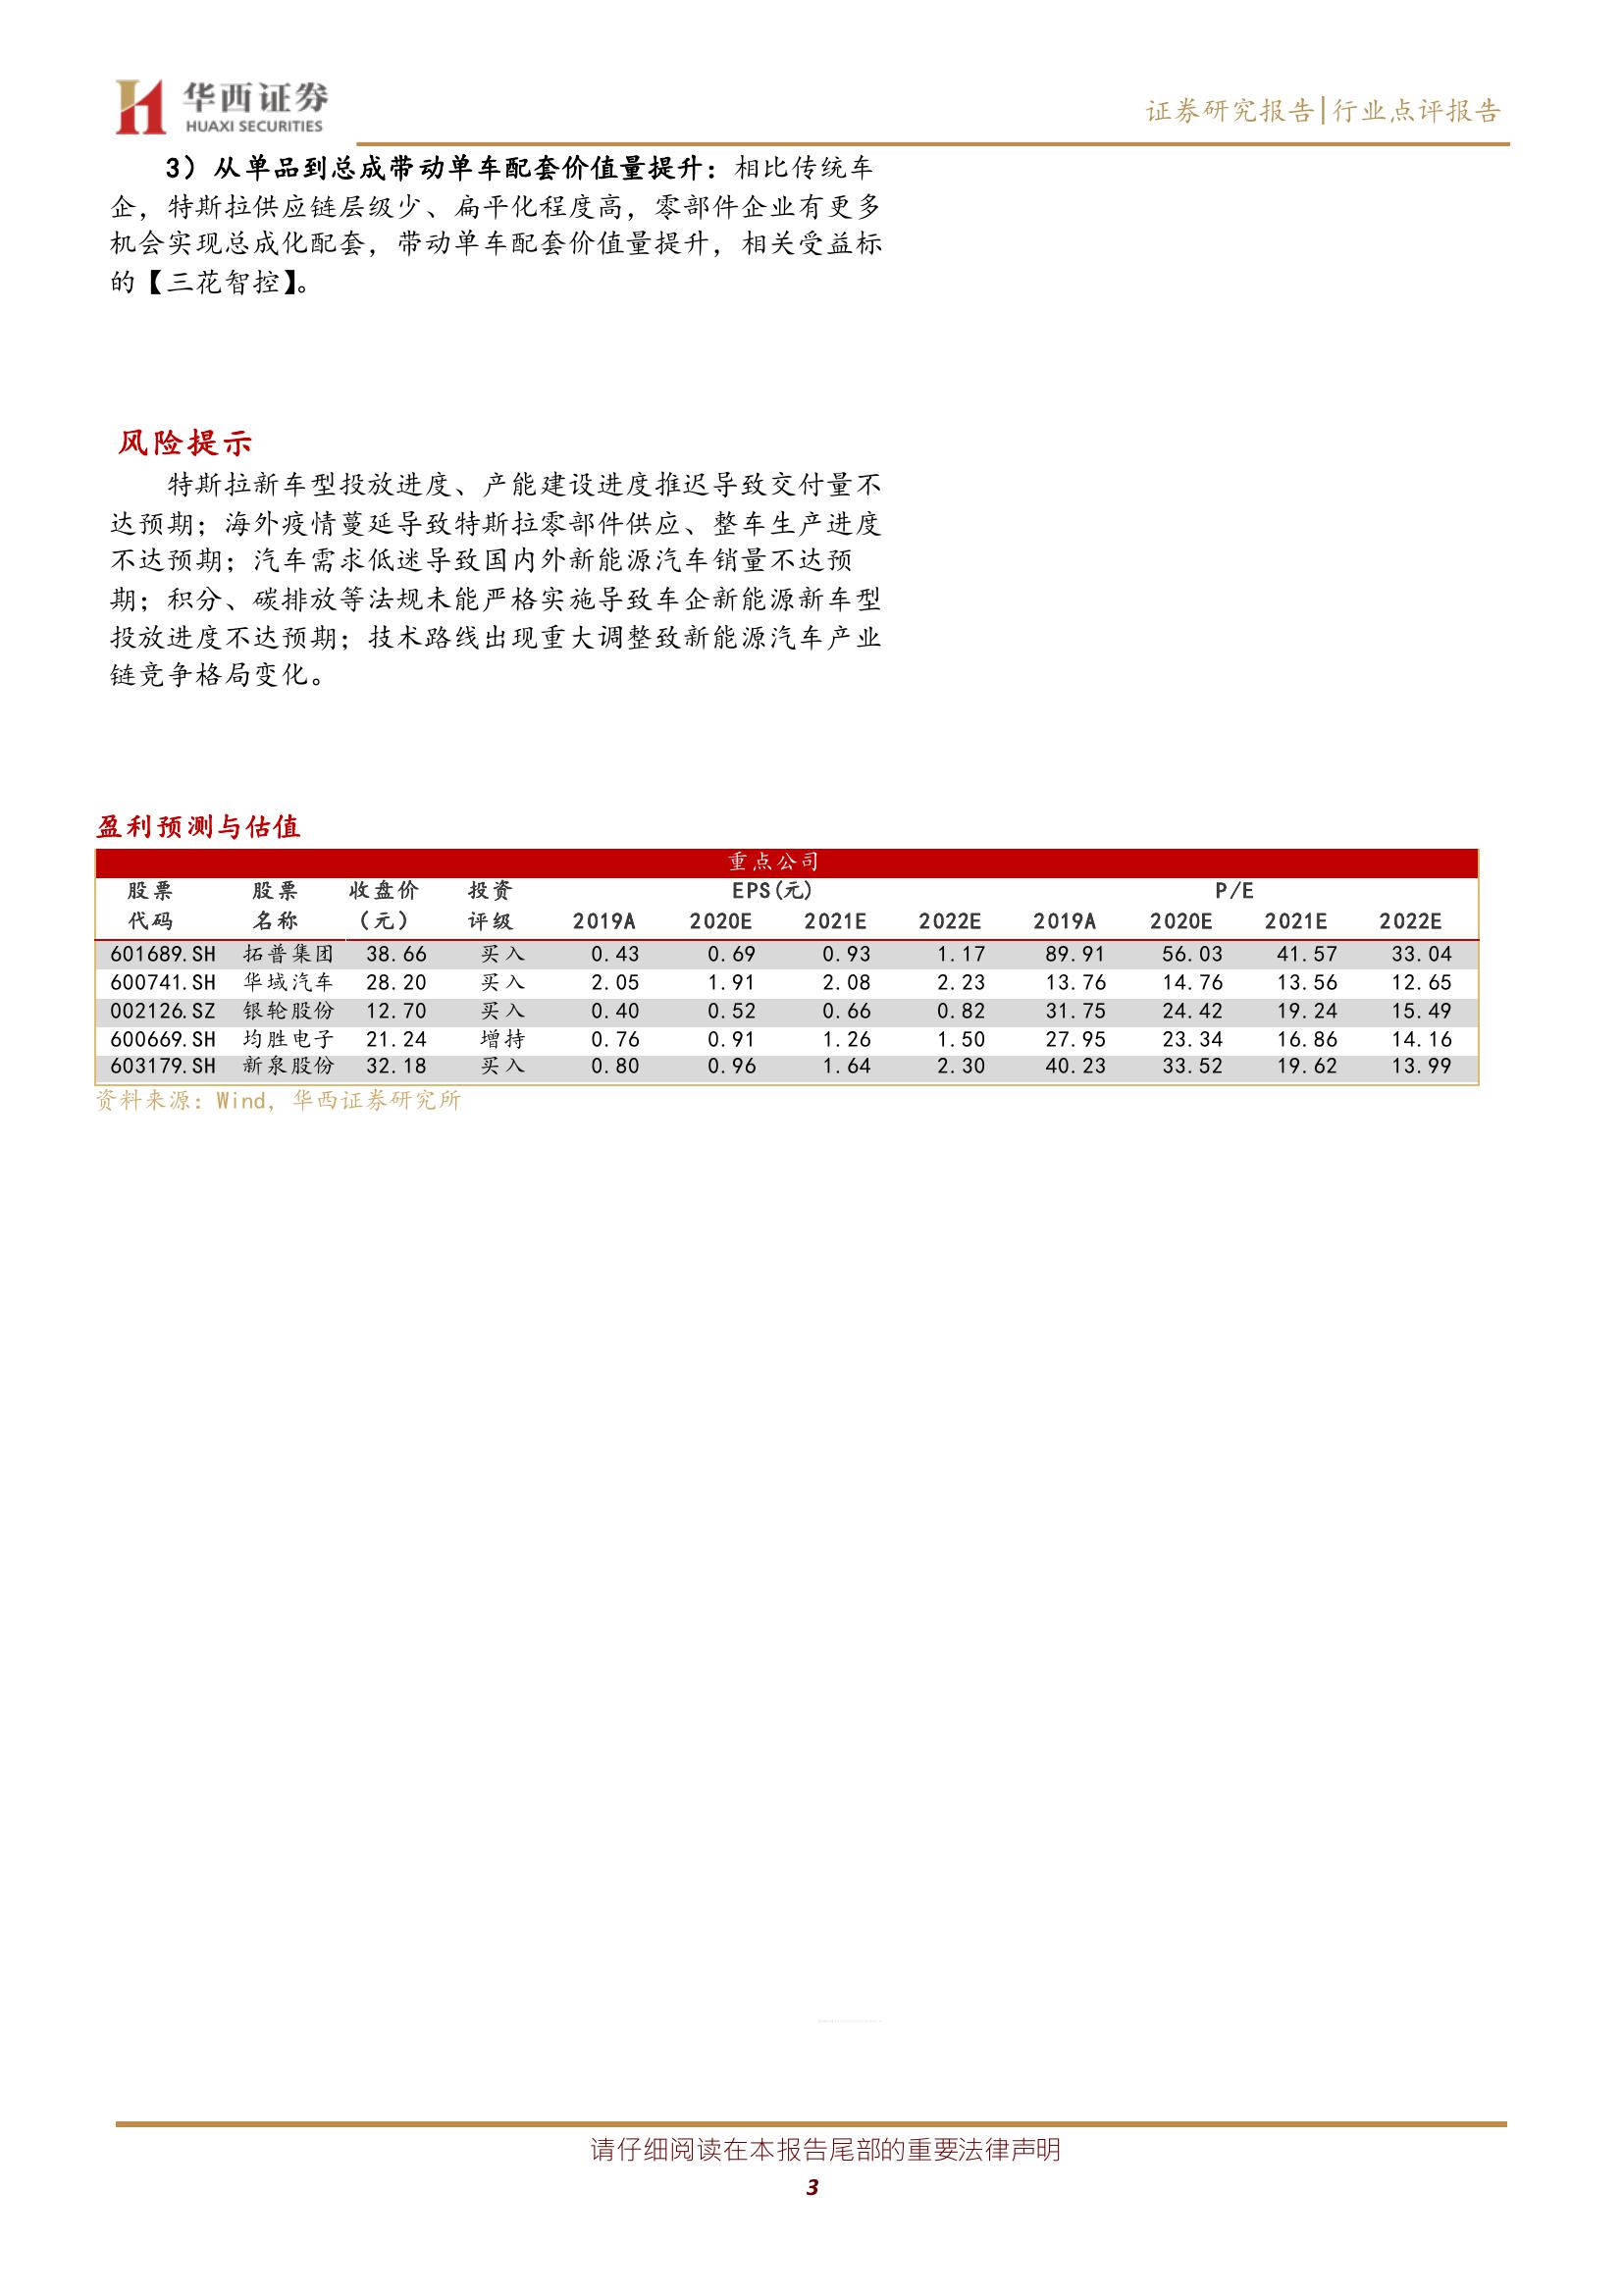 华西证券
HUAXI SECURITIES
证券研究报告|行业点评报告
3）从单品到总成带动单车配套价值量提升：相比传统车
企，特斯拉供应链层级少、扁平化程度高，零部件企业有更多
机会实现总成化配套，带动单车配套价值量提升，相关受益标
的【三花智控】。
风险提示
特斯拉新车型投放进度、产能建设进度推迟导致交付量不
达预期；海外疫情蔓延导致特斯拉零部件供应、整车生产进度
不达预期；汽车需求低迷导致国内外新能源汽车销量不达预
期；积分、碳排放等法规未能严格实施导致车企新能源新车型
投放进度不达预期；技术路线出现重大调整致新能源汽车产业
链竞争格局变化。
盈利预测与估值
重点公司
股票 股票 收盘价 投资 EPS(元) P/E
代码 名称 （元） 评级 2019A 2020E 2021E 2022E 2019A 2020E 2021E 2022E
601689.SH 拓普集团 38.66 买入 0.43 0.69 0.93 1.17 89.91 56.03 41.57 33.04
600741.SH 华域汽车 28.20 买入 2.05 1.91 2.08 2.23 13.76 14.76 13.56 12.65
002126.SZ 银轮股份 12.70 买入 0.40 0.52 0.66 0.82 31.75 24.42 19.24 15.49
600669.SH 均胜电子 21.24 增持 0.76 0.91 1.26 1.50 27.95 23.34 16.86 14.16
603179.SH 新泉股份 32.18 买入 0.80 0.96 1.64 2.30 40.23 33.52 19.62 13.99
资料来源：Wind，华西证券研究所
请仔细阅读在本报告尾部的重要法律声明
3